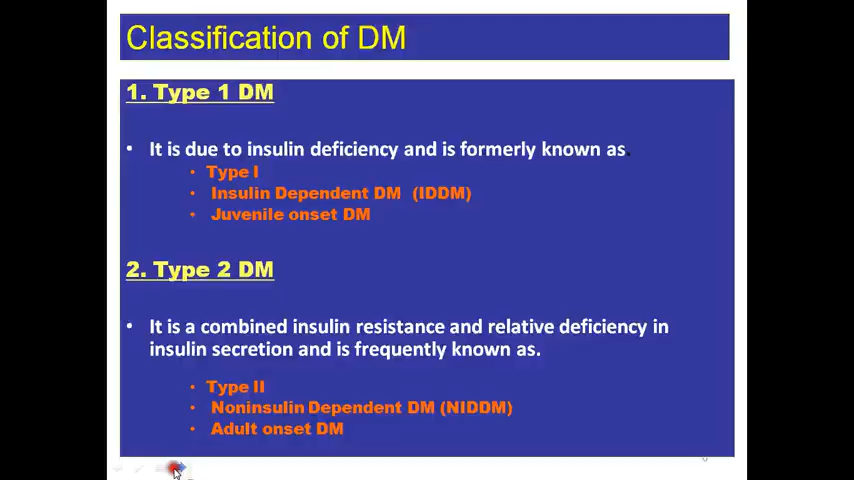 Classification of DM
1. Type 1 DM
• It is due to insulin deficiency and is formerly known as.
• Type I
• Insulin Dependent DM (IDDM)
• Juvenile onset DM
2. Type 2 DM
• It is a combined insulin resistance and relative deficiency in
insulin secretion and is frequently known as.
• Type II
• Noninsulin Dependent DM (NIDDM)
• Adult onset DM